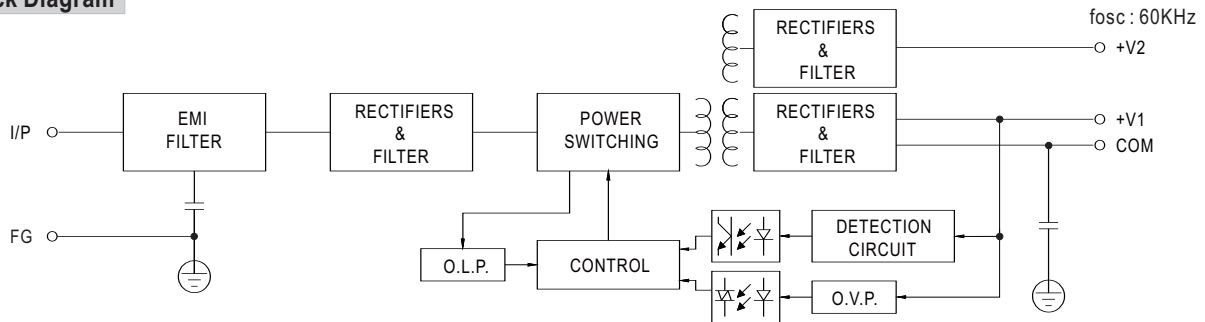 ck Diagram
fosc : 60KHz
RECTIFIERS
&
FILTER
+V2
I/P
EMI
FILTER
RECTIFIERS
&
FILTER
POWER
SWITCHING
RECTIFIERS
&
FILTER
+V1
COM
FG
O.L.P.
CONTROL
DETECTION
CIRCUIT
O.V.P.